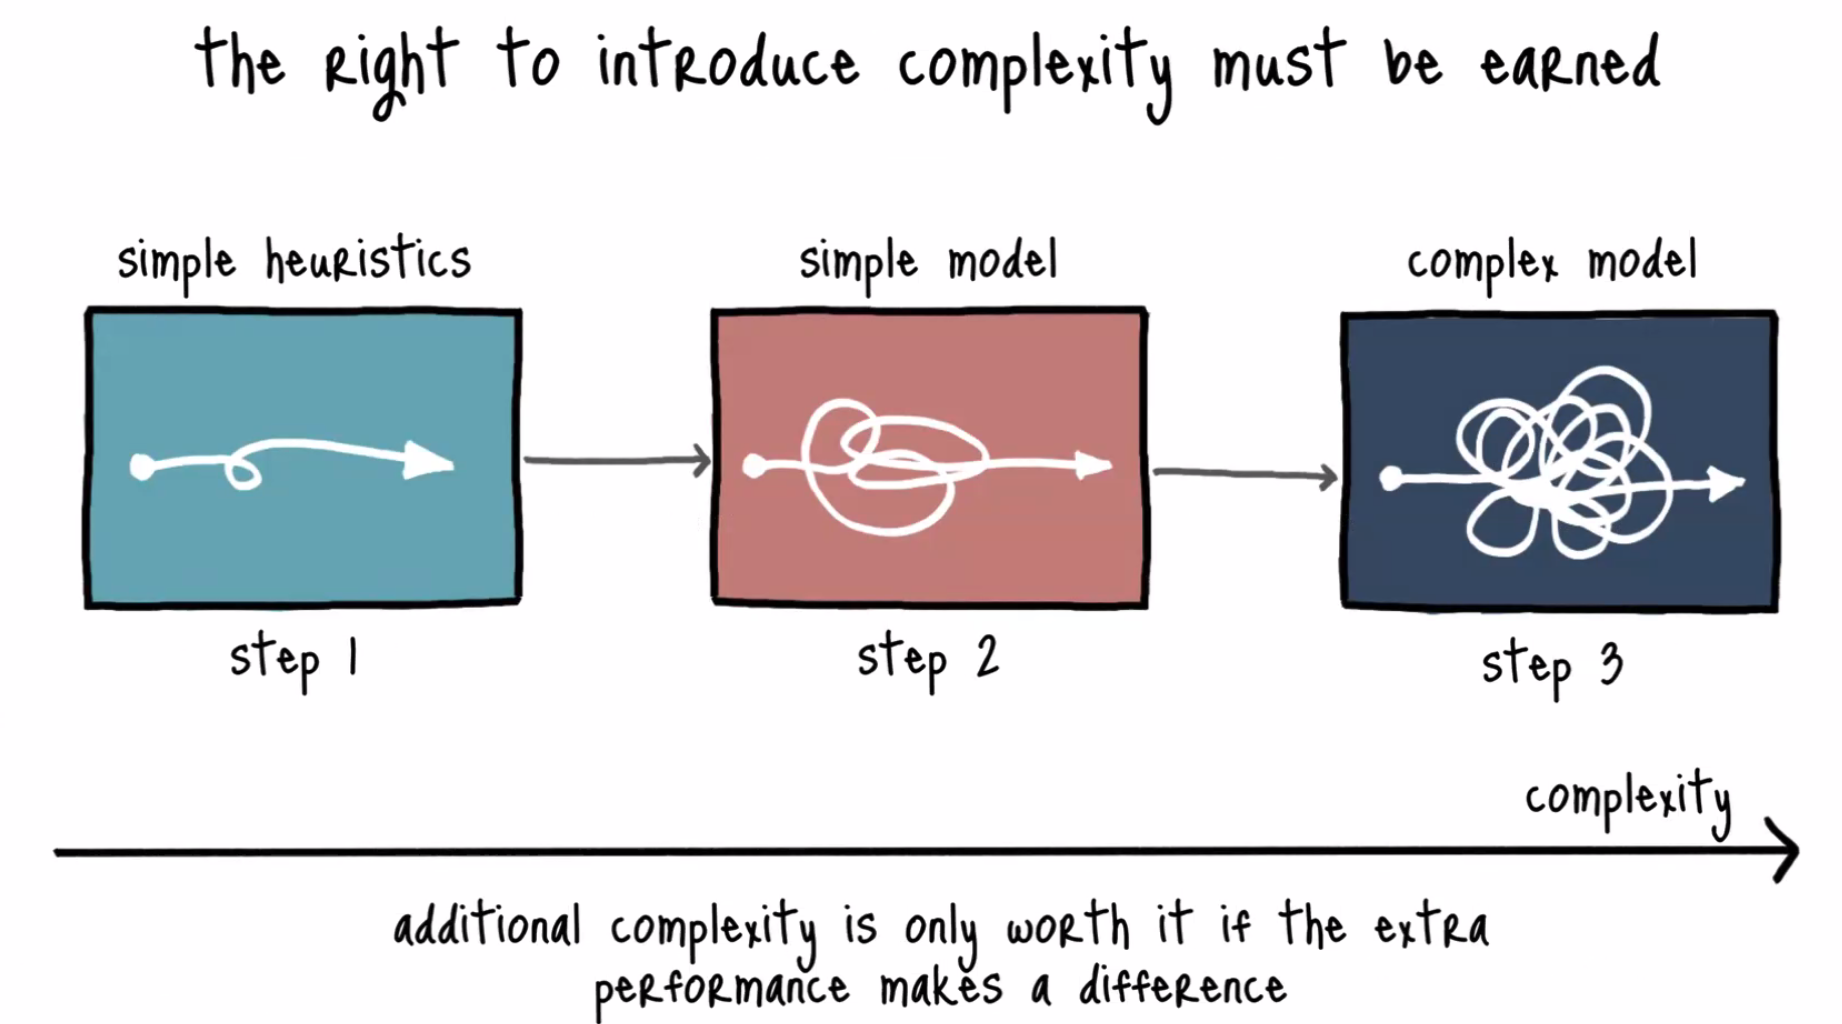 the right to introduce complexity must be earned
simple heuristics
simple model
complex model
step 1
step 2
step 3
complexity
additional complexity is only worth it if the extra
performance makes a difference